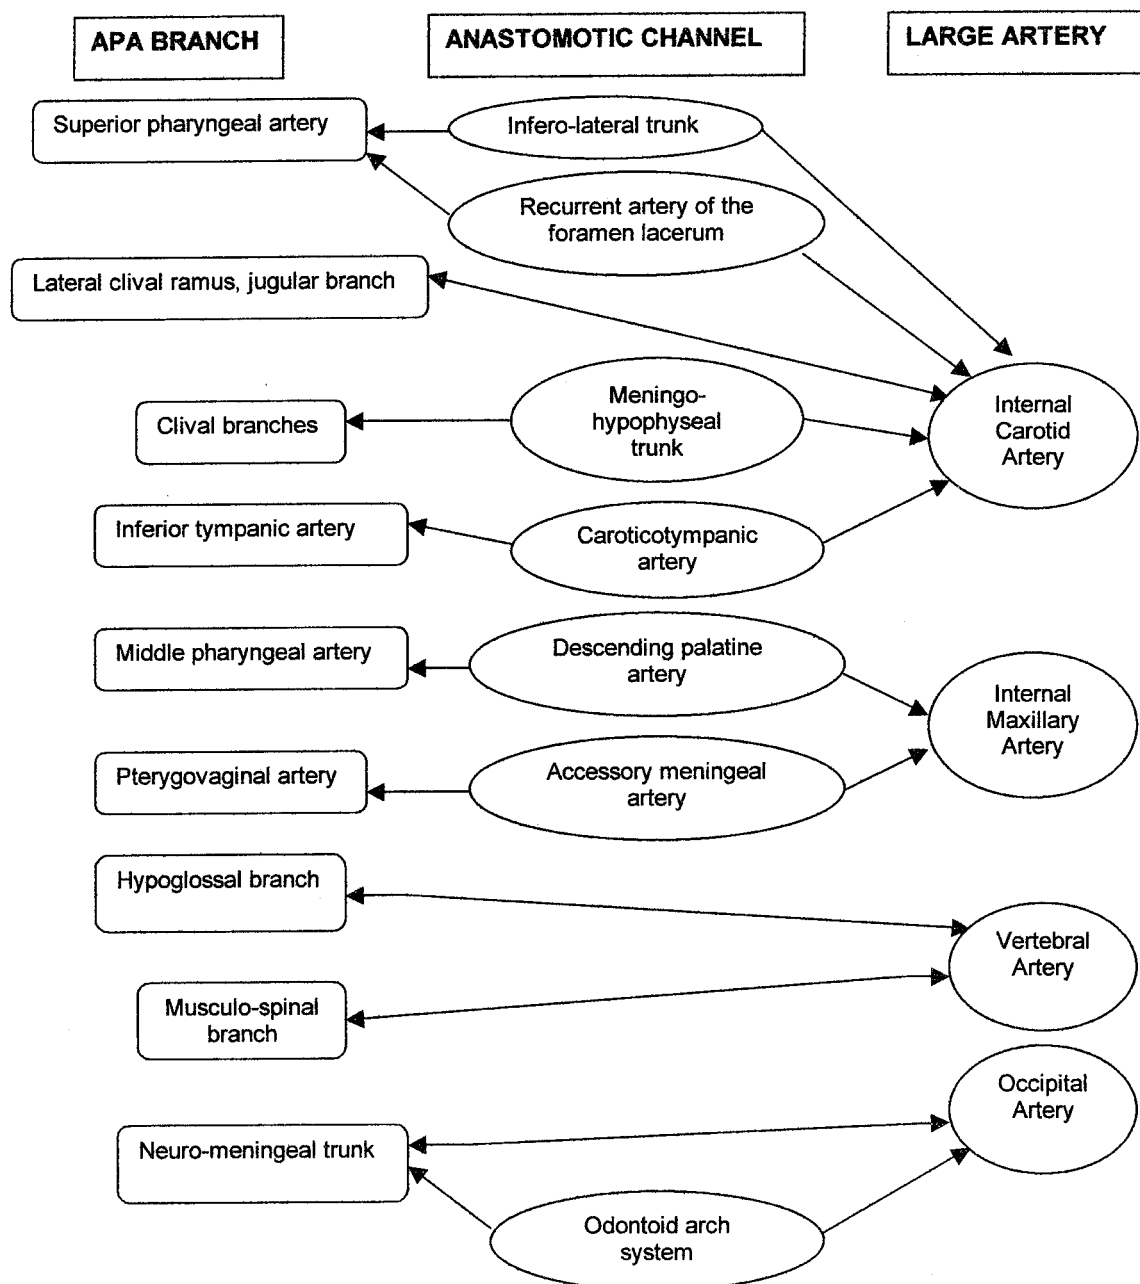 APA BRANCH
ANASTOMOTIC CHANNEL
LARGE ARTERY
Superior pharyngeal artery
Infero-lateral trunk
Recurrent artery of the
foramen lacerum
Lateral clival ramus, jugular branch
Internal
Carotid
Artery
Clival branches
Meningo-
hypophyseal
trunk
Inferior tympanic artery
Caroticotympanic
artery
Middle pharyngeal artery
Descending palatine
artery
Internal
Maxillary
Artery
Pterygovaginal artery
Accessory meningeal
artery
Hypoglossal branch
Vertebral
Artery
Musculo-spinal
branch
Occipital
Artery
Neuro-meningeal trunk
Odontoid arch
system